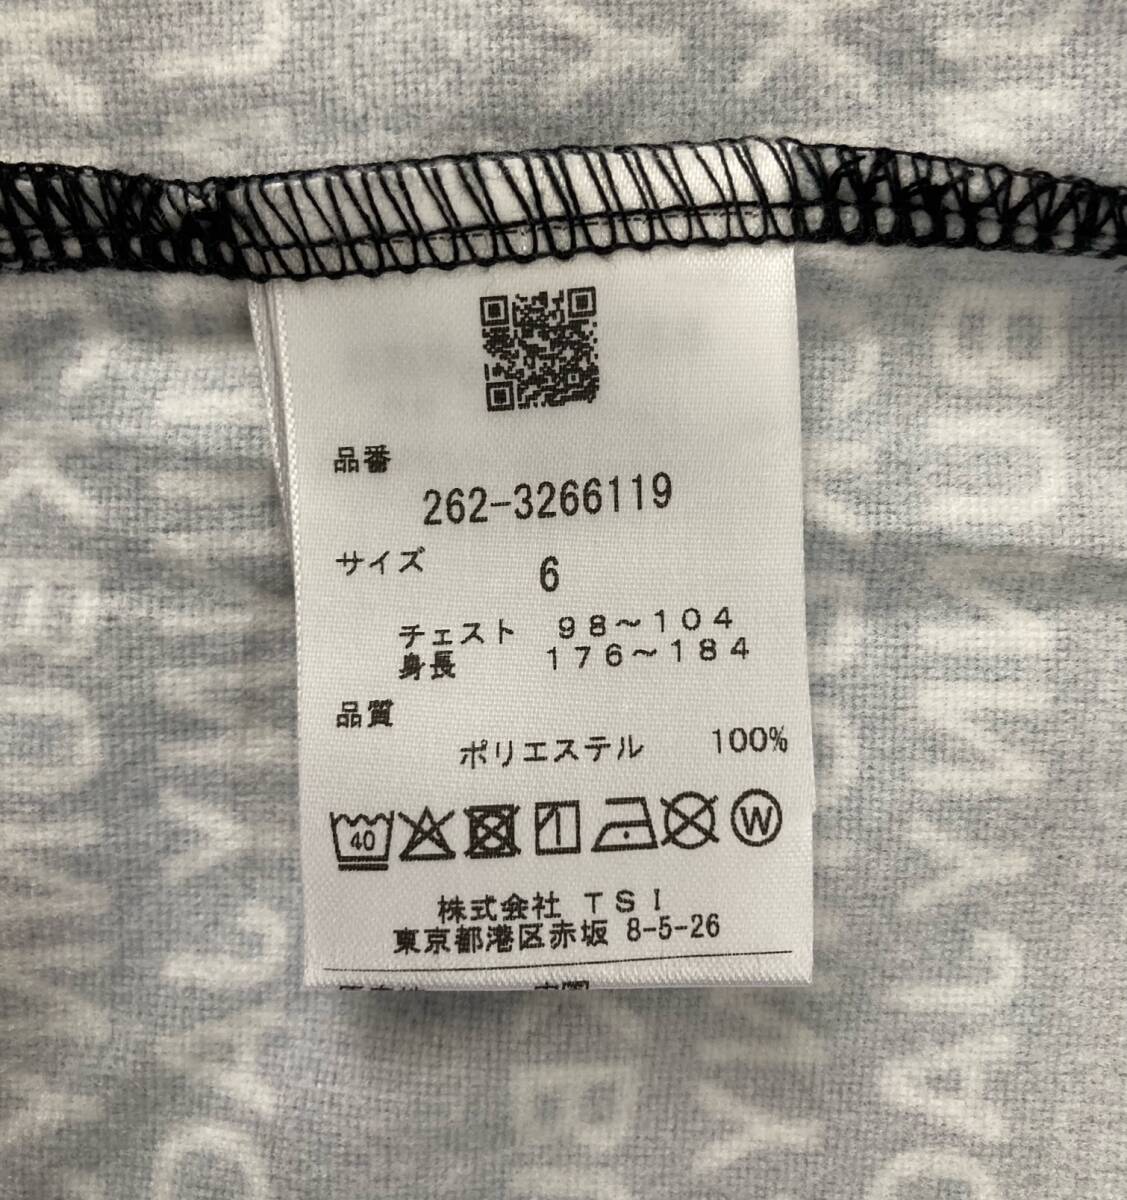 品番
262-3266119
サイズ 6
チェスト 98~104
身長 176~184
品質
ポリエステル 100%
40
W
株式会社 TSI
東京都港区赤坂 8-5-26